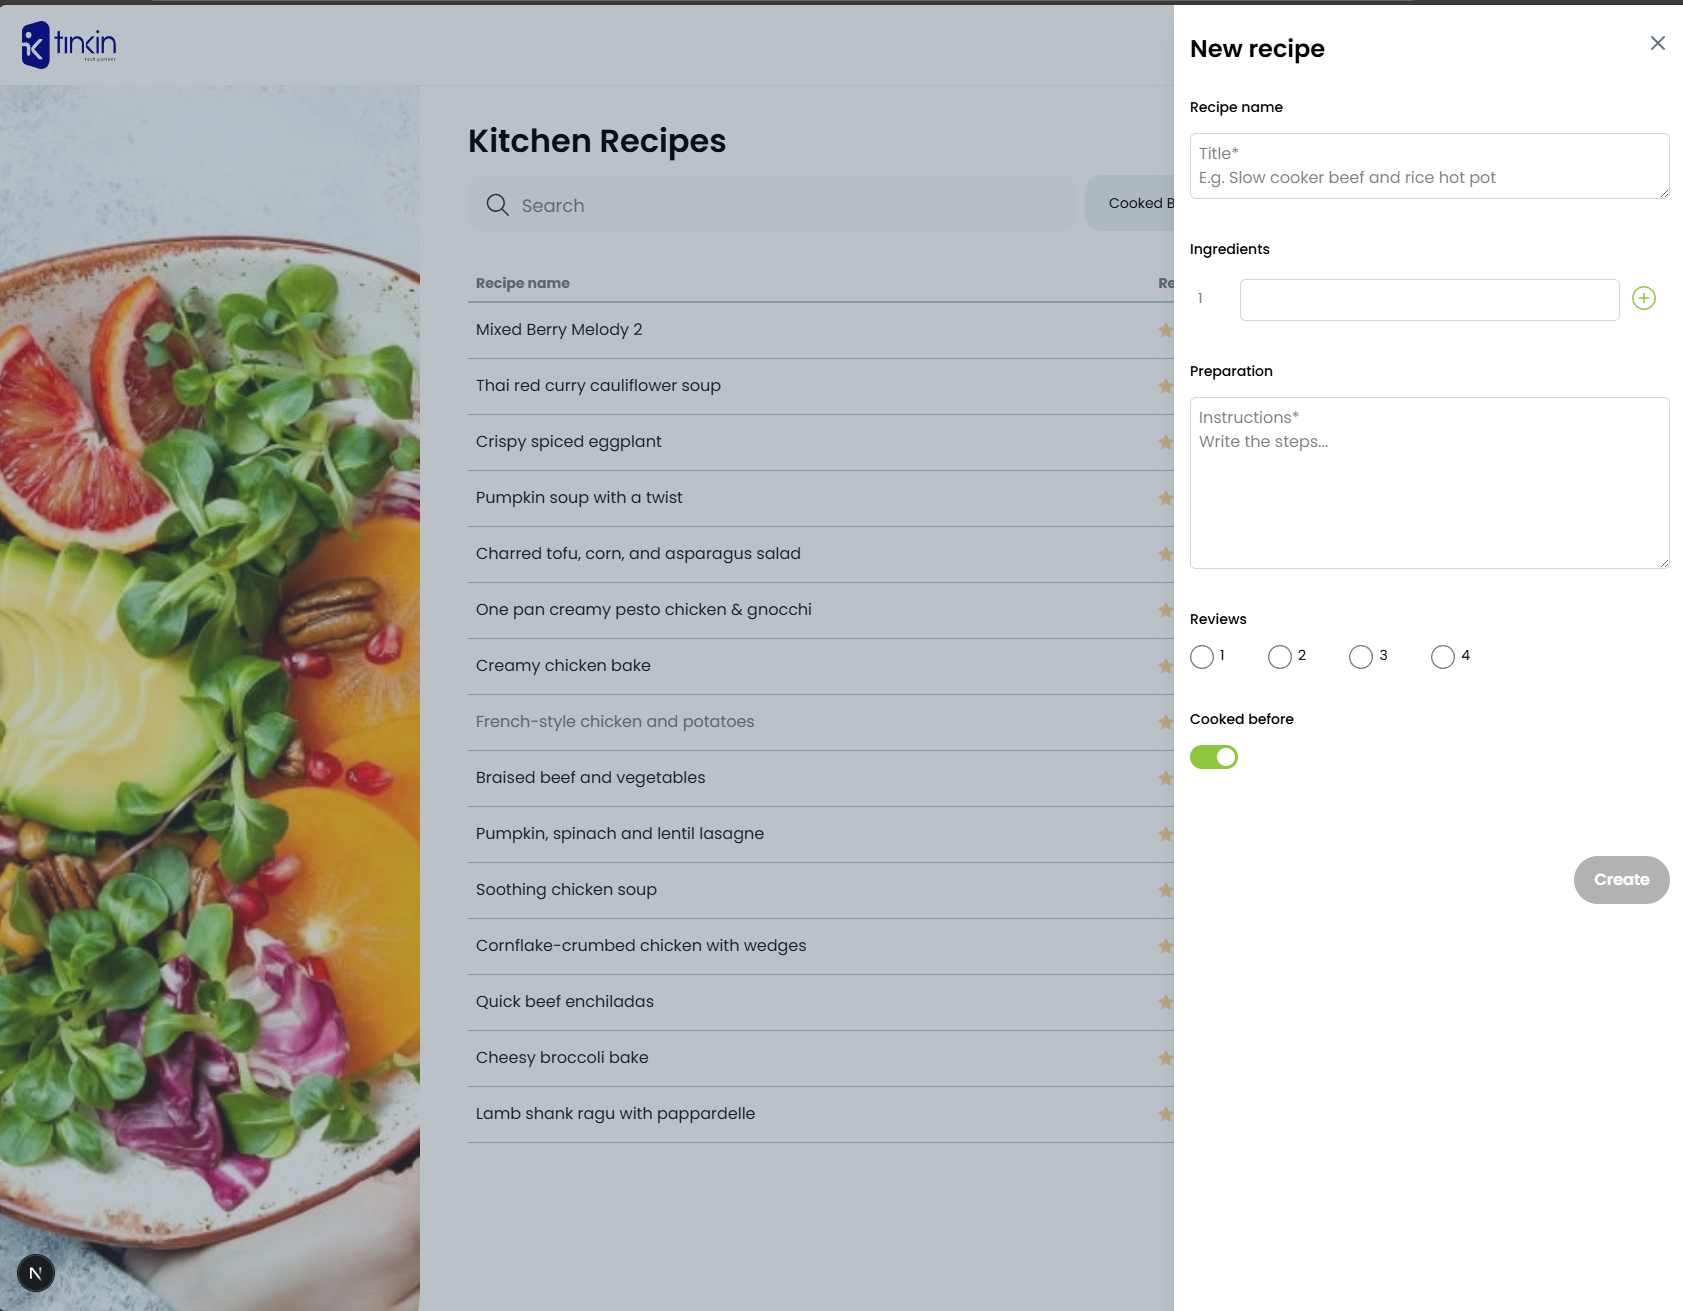 tinkin
tech partner
Kitchen Recipes
Search
Cooked B
Recipe name
Re
Mixed Berry Melody 2
Thai red curry cauliflower soup
Crispy spiced eggplant
Pumpkin soup with a twist
Charred tofu, corn, and asparagus salad
One pan creamy pesto chicken & gnocchi
Creamy chicken bake
French-style chicken and potatoes
Braised beef and vegetables
Pumpkin, spinach and lentil lasagne
Soothing chicken soup
Cornflake-crumbed chicken with wedges
Quick beef enchiladas
Cheesy broccoli bake
Lamb shank ragu with pappardelle
N
New recipe
Recipe name
Title*
E.g. Slow cooker beef and rice hot pot
Ingredients
1
Preparation
Instructions*
Write the steps...
Reviews
1 2 3 4
Cooked before
Create